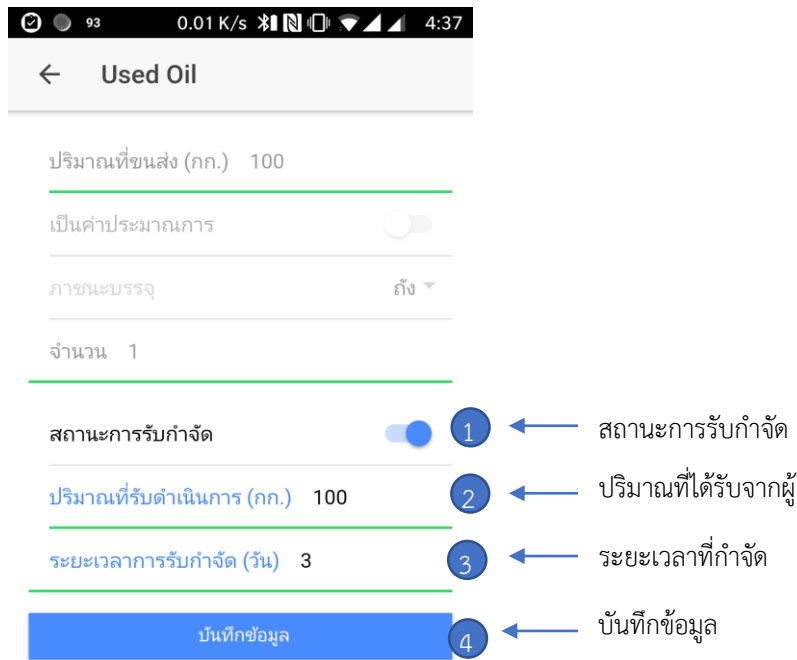 93 0.01 K/s 4:37
Used Oil
ปริมาณที่ขนส่ง (กก.) 100
เป็นค่าประมาณการ
ภาชนะบรรจุ ถัง
จำนวน 1
สถานะการรับกำจัด 1 สถานะการรับกำจัด
ปริมาณที่รับดำเนินการ (กก.) 100 2 ปริมาณที่ได้รับจากผู้
ระยะเวลาการรับกำจัด (วัน) 3 3 ระยะเวลาที่กำจัด
บันทึกข้อมูล 4 บันทึกข้อมูล